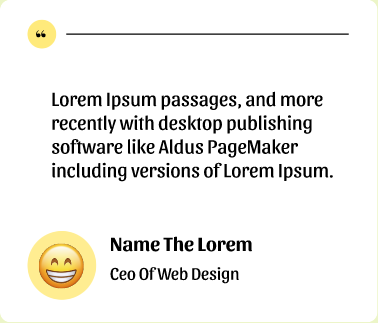 ❝
Lorem Ipsum passages, and more
recently with desktop publishing
software like Aldus PageMaker
including versions of Lorem Ipsum.
Name The Lorem
Ceo Of Web Design